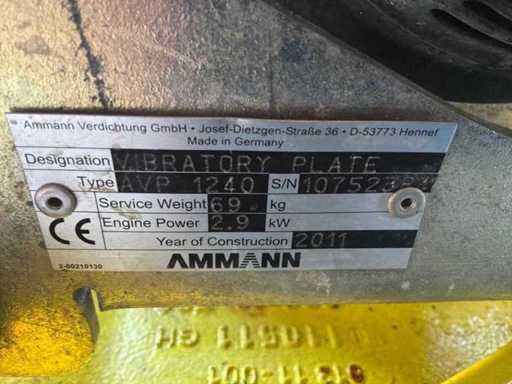 Ammann Verdichtung GmbH • Josef-Dietzgen-Straße 36 • D-53773 Hennef
Made in Germany
Designation VIBRATORY PLATE
Type AVP 1240 S/N
Service Weight 69 kg
Engine Power 2.9 kW
Year of Construction 2011
CE
2-00210130
AMMANN